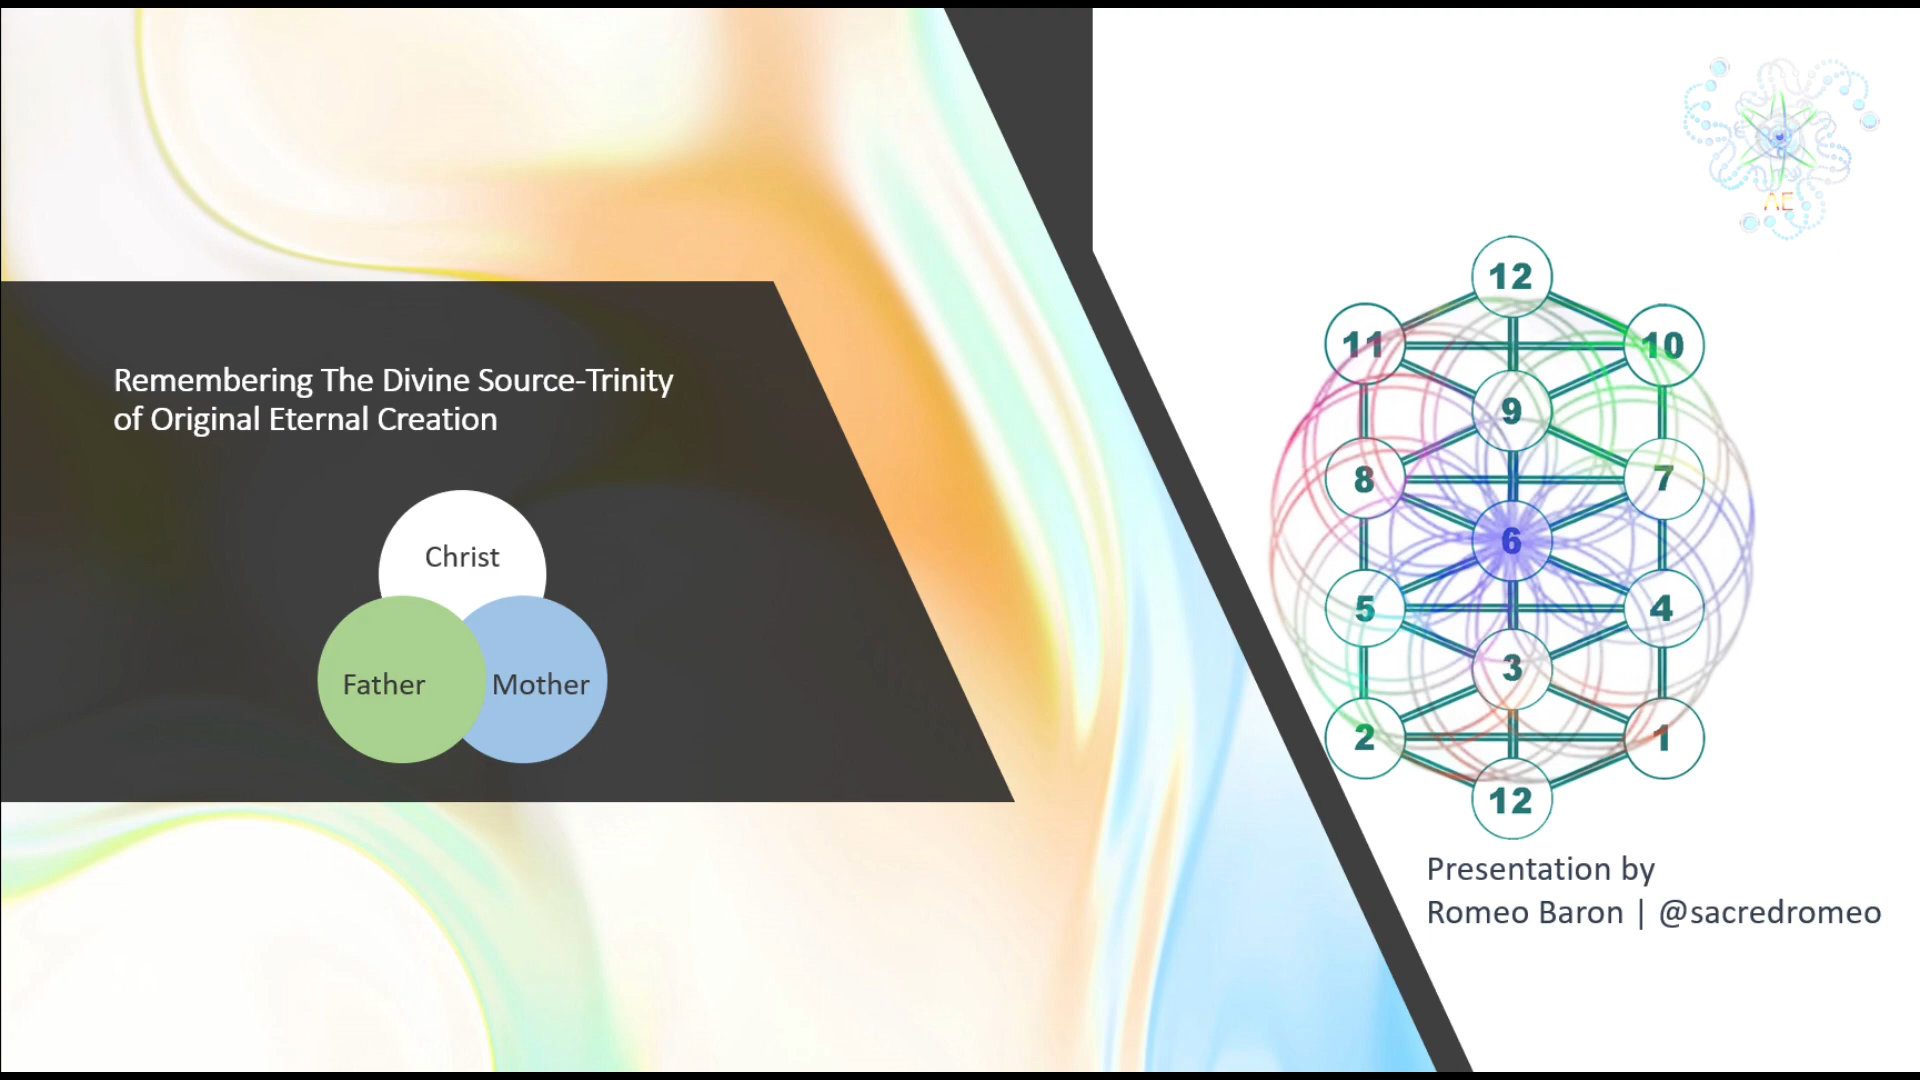 Remembering The Divine Source-Trinity
of Original Eternal Creation
Christ
Father
Mother
AE
12
11
10
9
8
7
6
5
4
3
2
1
12
Presentation by
Romeo Baron | @sacredromeo